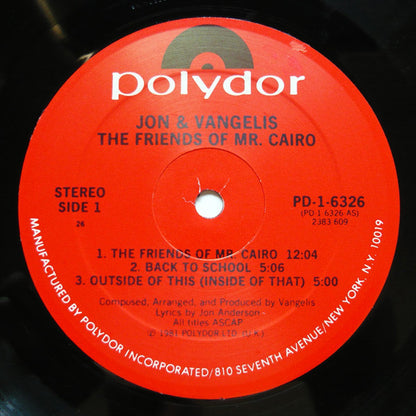 polydor
JON & VANGELIS
THE FRIENDS OF MR. CAIRO
STEREO
SIDE 1
26
PD-1-6326
(PD 1 6326 AS)
2383 609
1. THE FRIENDS OF MR. CAIRO 12:04
2. BACK TO SCHOOL 5:06
3. OUTSIDE OF THIS (INSIDE OF THAT) 5:00
Composed, Arranged, and Produced by Vangelis
Lyrics by Jon Anderson
All titles ASCAP
℗ 1981 POLYDOR LTD. (U.K.)
MANUFACTURED BY POLYDOR INCORPORATED/810 SEVENTH AVENUE/NEW YORK, N.Y. 10019